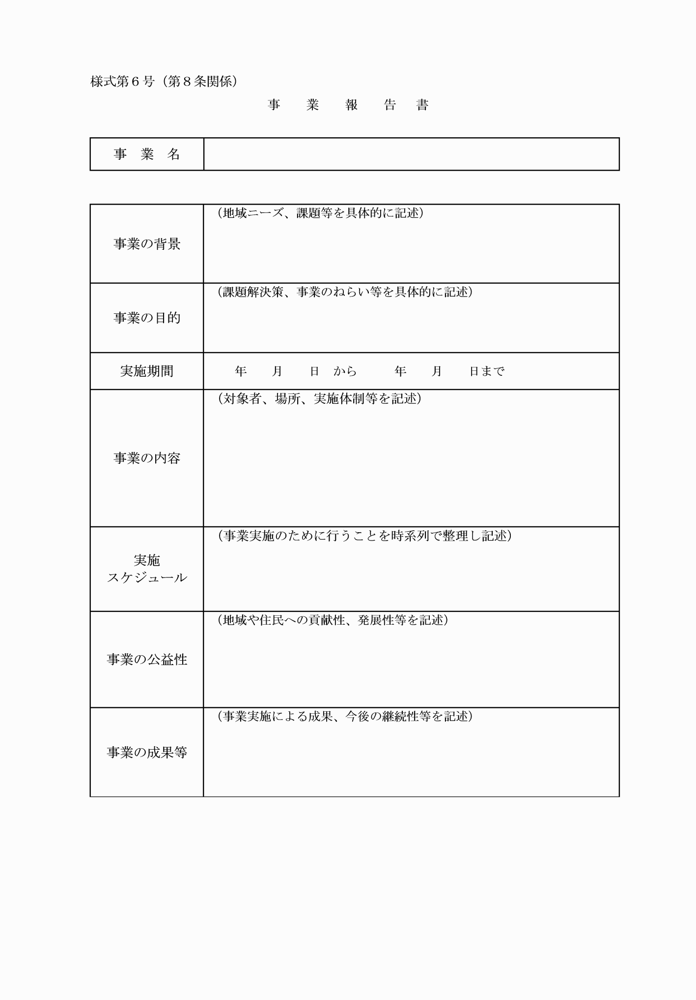 様式第６号（第８条関係）
事　業　報　告　書
事　業　名
（地域ニーズ、課題等を具体的に記述）
事業の背景
（課題解決策、事業のねらい等を具体的に記述）
事業の目的
実施期間　　年　　月　　日　から　　　年　　月　　日まで
（対象者、場所、実施体制等を記述）
事業の内容
（事業実施のために行うことを時系列で整理し記述）
実施
スケジュール
（地域や住民への貢献性、発展性等を記述）
事業の公益性
（事業実施による成果、今後の継続性等を記述）
事業の成果等